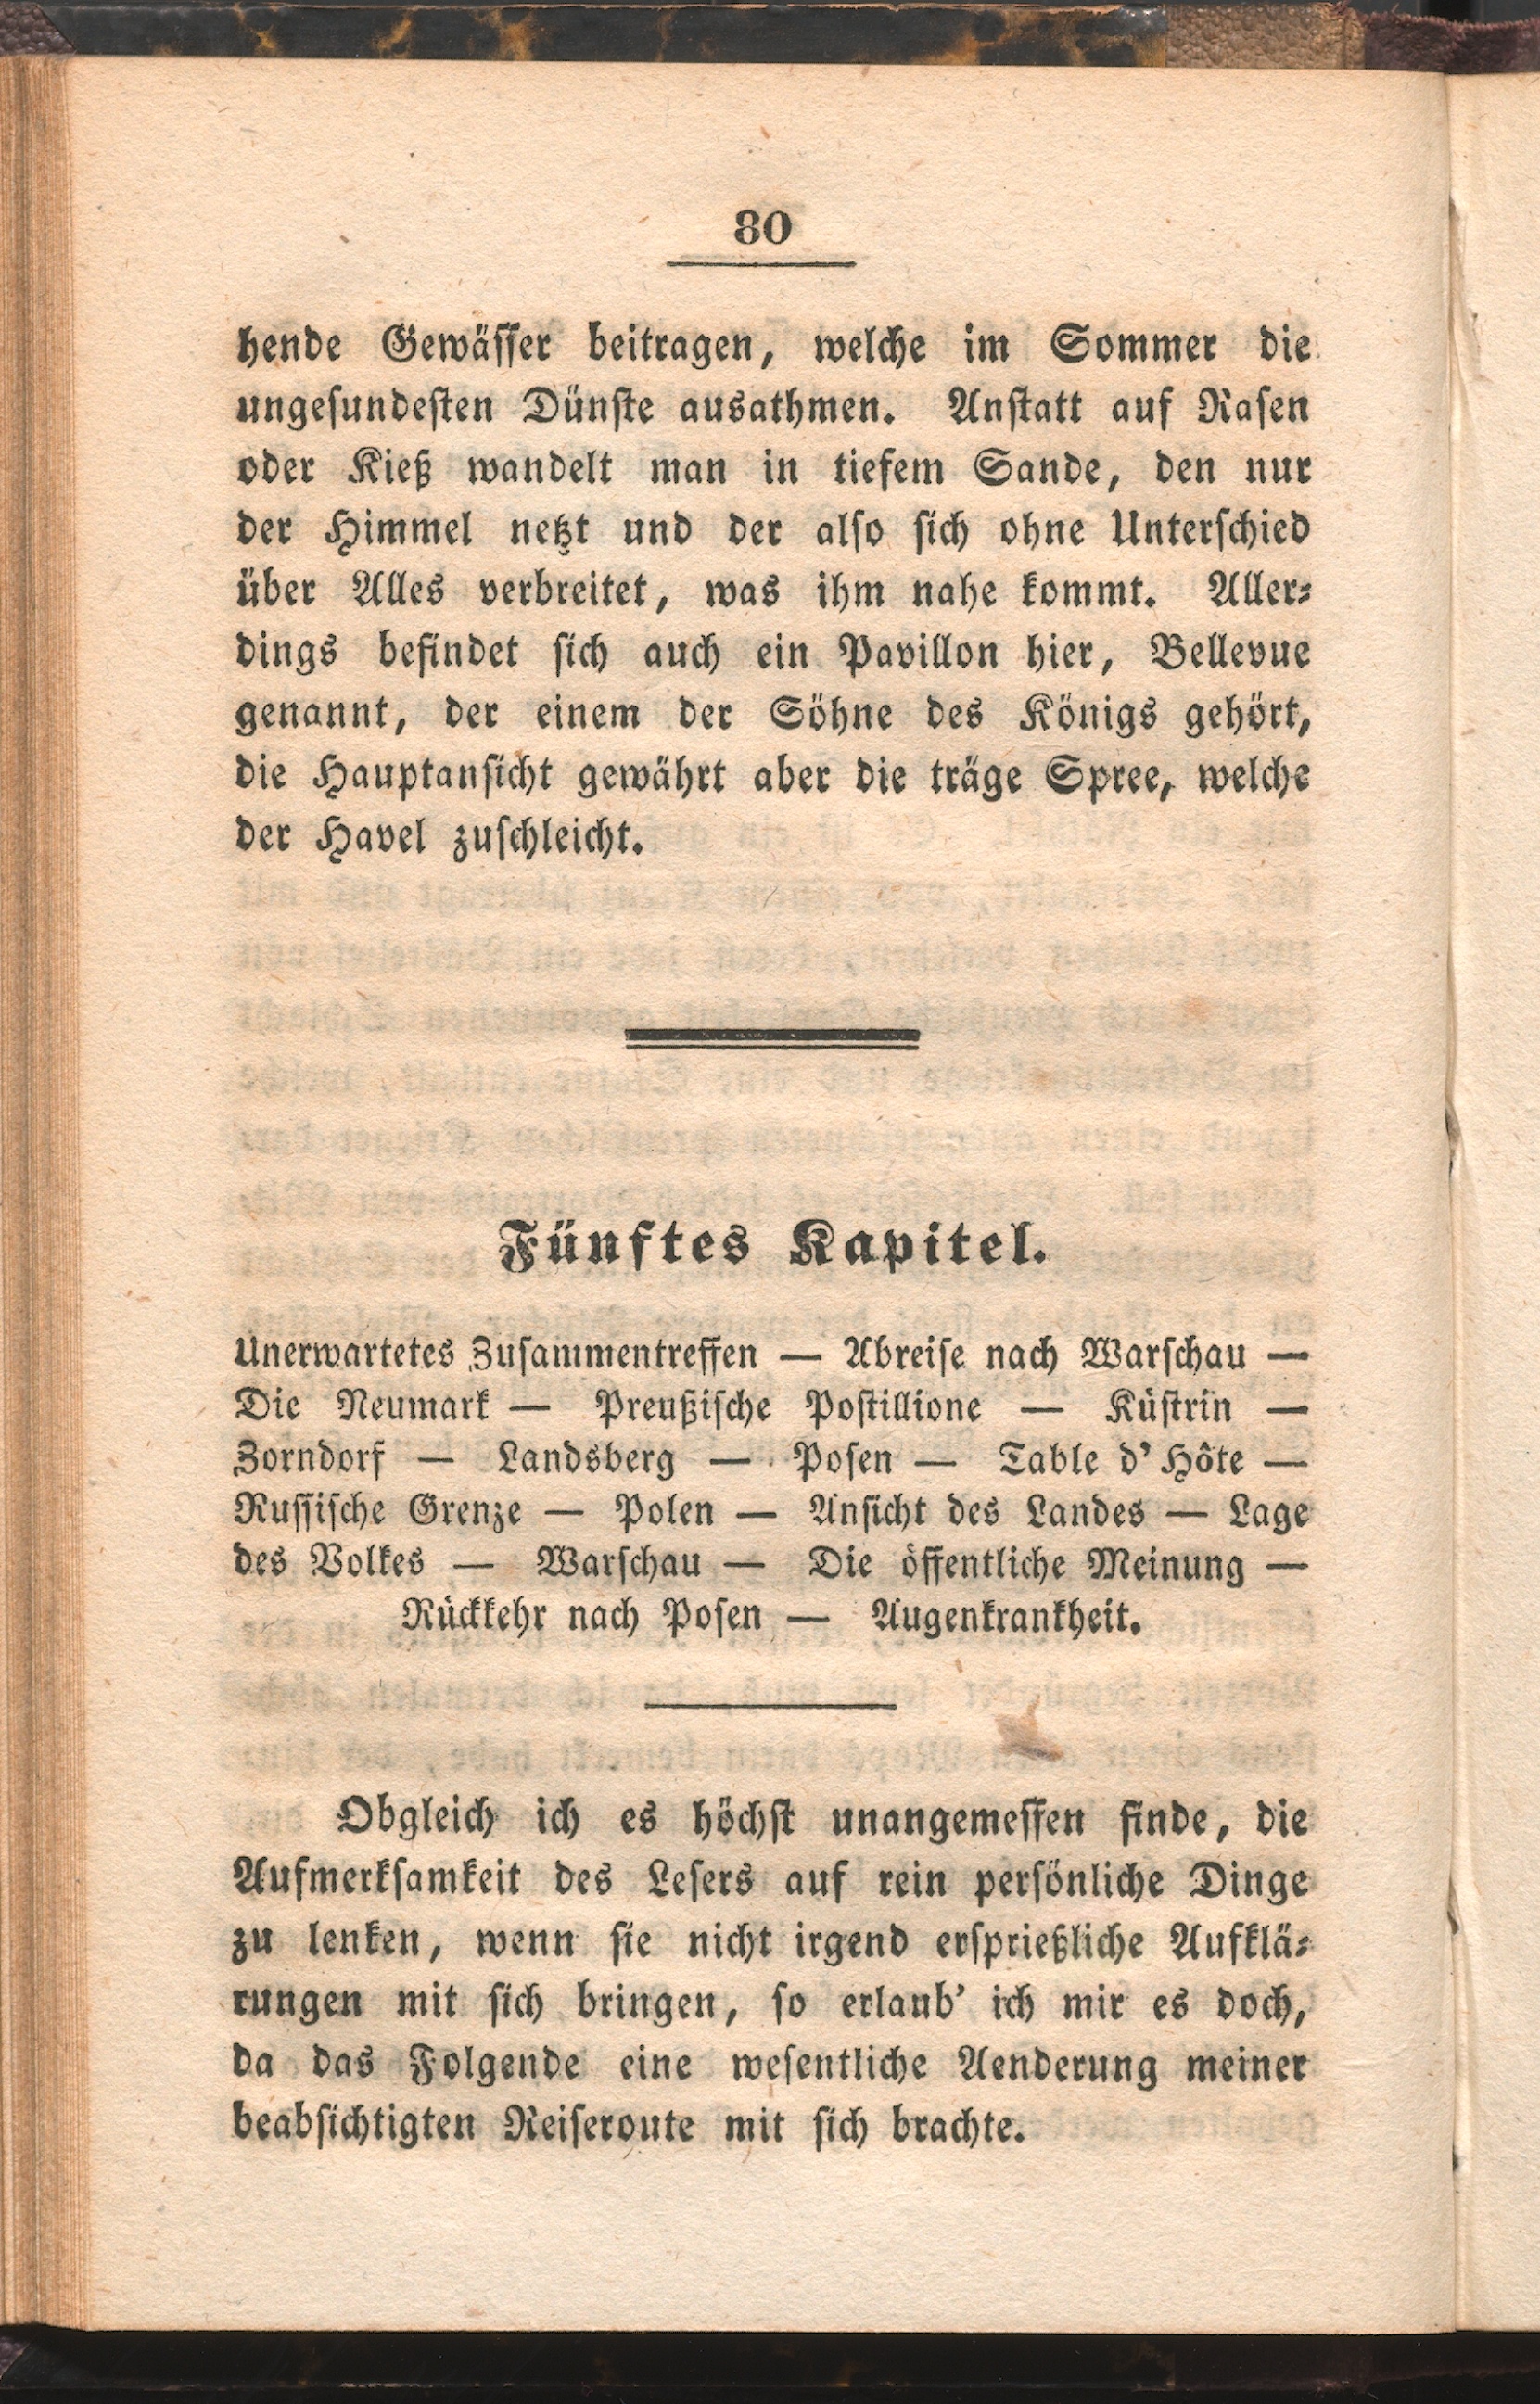 80
hende Gewässer beitragen, welche im Sommer die
ungesundesten Dünste ausathmen. Anstatt auf Rasen
oder Kieß wandelt man in tiefem Sande, den nur
der Himmel netzt und der also sich ohne Unterschied
über Alles verbreitet, was ihm nahe kommt. Aller-
dings befindet sich auch ein Pavillon hier, Bellevue
genannt, der einem der Söhne des Königs gehört,
die Hauptansicht gewährt aber die träge Spree, welche
der Havel zuschleicht.
Fünftes Kapitel.
Unerwartetes Zusammentreffen — Abreise nach Warschau —
Die Neumark — Preußische Postillione — Küstrin —
Zorndorf — Landsberg — Posen — Table d' Hôte —
Russische Grenze — Polen — Ansicht des Landes — Lage
des Volkes — Warschau — Die öffentliche Meinung —
Rückkehr nach Posen — Augenkrankheit.
Obgleich ich es höchst unangemessen finde, die
Aufmerksamkeit des Lesers auf rein persönliche Dinge
zu lenken, wenn sie nicht irgend ersprießliche Aufklä-
rungen mit sich bringen, so erlaub' ich mir es doch,
da das Folgende eine wesentliche Aenderung meiner
beabsichtigten Reiseroute mit sich brachte.